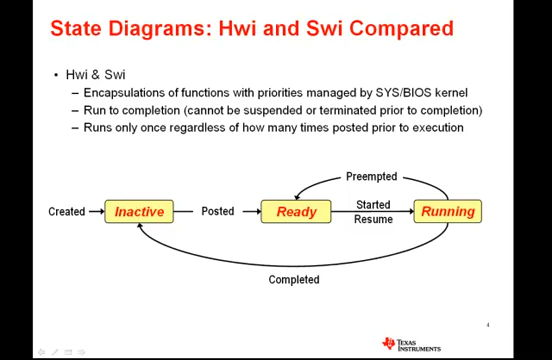 State Diagrams: Hwi and Swi Compared
• Hwi & Swi
– Encapsulations of functions with priorities managed by SYS/BIOS kernel
– Run to completion (cannot be suspended or terminated prior to completion)
– Runs only once regardless of how many times posted prior to execution
Preempted
Created
Inactive
Posted
Ready
Started
Resume
Running
Completed
4
TEXAS
INSTRUMENTS